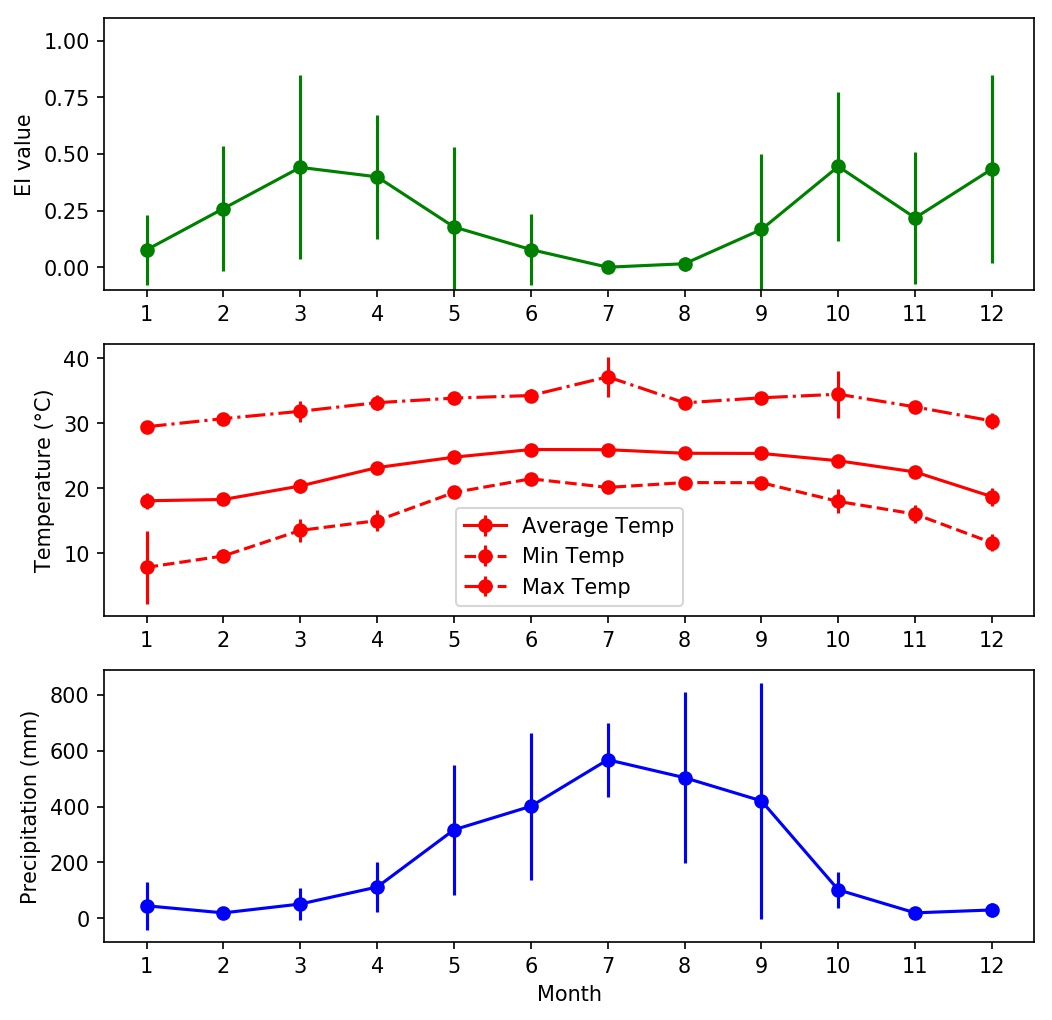 EI value
1.00
0.75
0.50
0.25
0.00
1 2 3 4 5 6 7 8 9 10 11 12
Temperature (°C)
40
30
20
10
Average Temp
Min Temp
Max Temp
1 2 3 4 5 6 7 8 9 10 11 12
Precipitation (mm)
800
600
400
200
0
1 2 3 4 5 6 7 8 9 10 11 12
Month